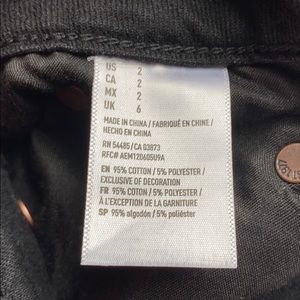 US 2
CA 2
MX 2
UK 6
MADE IN CHINA / FABRIQUÉ EN CHINE /
HECHO EN CHINA
RN 54485/CA 03873
RFC# AEM12060509A
EN 95% COTTON / 5% POLYESTER /
EXCLUSIVE OF DECORATION
FR 95% COTTON / 5% POLYESTER /
À L'EXCEPTION DE LA GARNITURE
SP 95% algodón / 5% poliéster